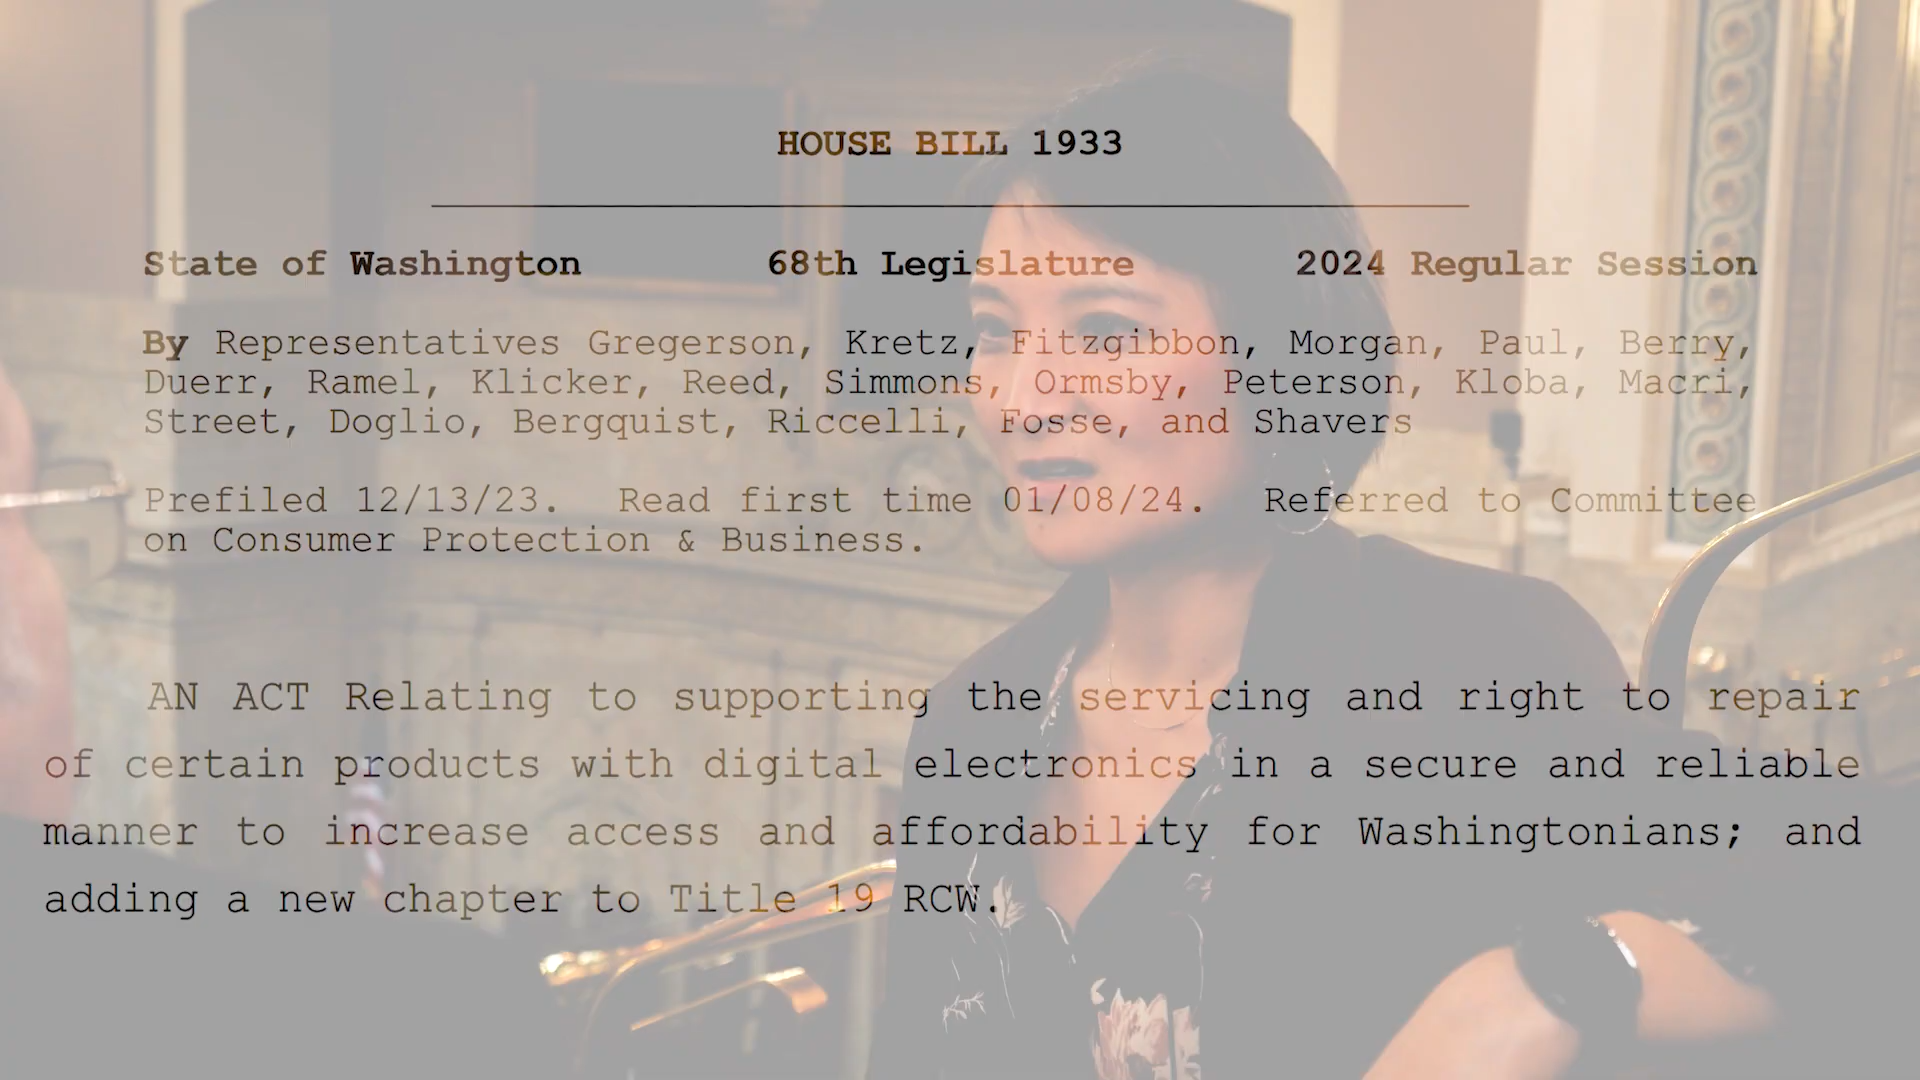 HOUSE BILL 1933
State of Washington 68th Legislature 2024 Regular Session
By Representatives Gregerson, Kretz, Fitzgibbon, Morgan, Paul, Berry,
Duerr, Ramel, Klicker, Reed, Simmons, Ormsby, Peterson, Kloba, Macri,
Street, Doglio, Bergquist, Riccelli, Fosse, and Shavers
Prefiled 12/13/23. Read first time 01/08/24. Referred to Committee
on Consumer Protection & Business.
AN ACT Relating to supporting the servicing and right to repair
of certain products with digital electronics in a secure and reliable
manner to increase access and affordability for Washingtonians; and
adding a new chapter to Title 19 RCW.